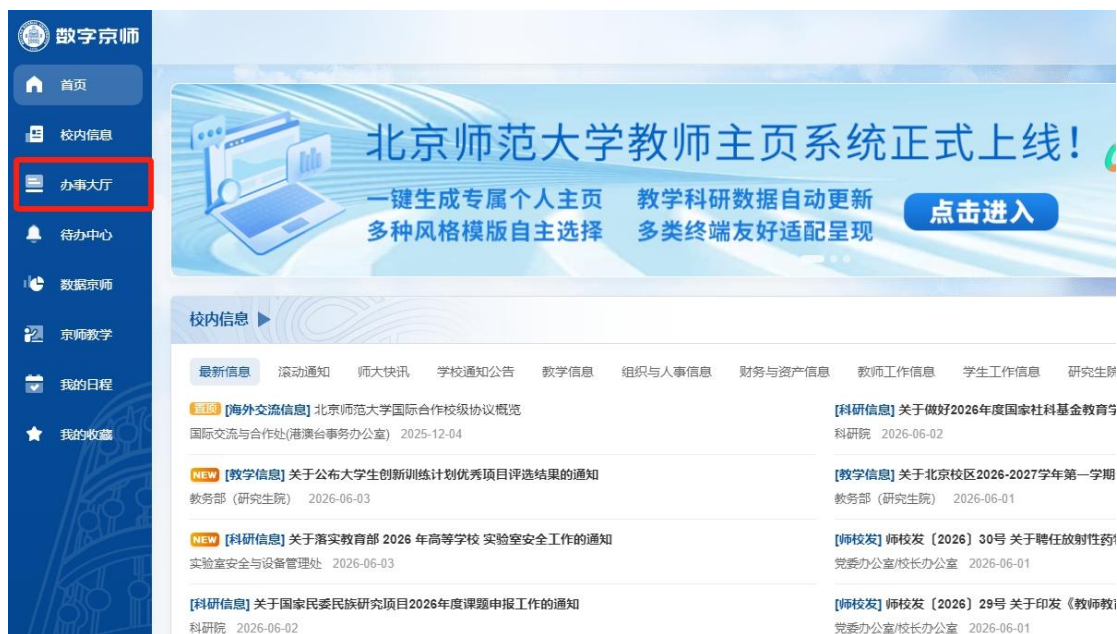 数字京师
首页
校内信息
办事大厅
待办中心
数据京师
京师教学
我的日程
我的收藏
北京师范大学教师主页系统正式上线！
一键生成专属个人主页 教学科研数据自动更新
多种风格模版自主选择 多类终端友好适配呈现
点击进入
校内信息
最新信息 滚动通知 师大快讯 学校通知公告 教学信息 组织与人事信息 财务与资产信息 教师工作信息 学生工作信息 研究生院
置顶 [海外交流信息] 北京师范大学国际合作校级协议概览
国际交流与合作处(港澳台事务办公室) 2025-12-04
NEW [教学信息] 关于公布大学生创新训练计划优秀项目评选结果的通知
教务部（研究生院） 2026-06-03
NEW [科研信息] 关于落实教育部 2026 年高等学校 实验室安全工作的通知
实验室安全与设备管理处 2026-06-03
[科研信息] 关于国家民委民族研究项目2026年度课题申报工作的通知
科研院 2026-06-02
[科研信息] 关于做好2026年度国家社科基金教育学
科研院 2026-06-02
[教学信息] 关于北京校区2026-2027学年第一学期
教务部（研究生院） 2026-06-01
[师校发] 师校发〔2026〕30号 关于聘任放射性药
党委办公室/校长办公室 2026-06-01
[师校发] 师校发〔2026〕29号 关于印发《教师教
党委办公室/校长办公室 2026-06-01